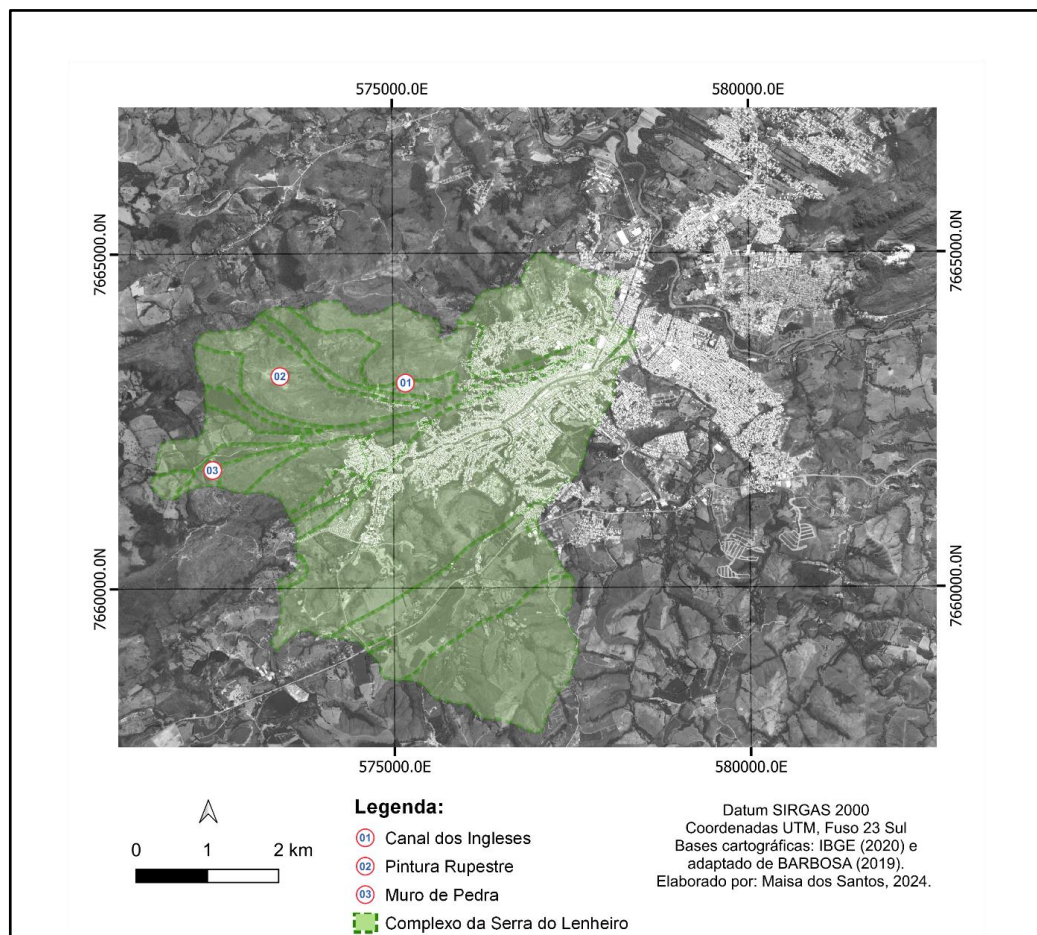 575000.0E
580000.0E
7665000.0N
7665000.0N
02
01
03
7660000.0N
7660000.0N
575000.0E
580000.0E
Legenda:
01 Canal dos Ingleses
02 Pintura Rupestre
03 Muro de Pedra
Complexo da Serra do Lenheiro
0 1 2 km
Datum SIRGAS 2000
Coordenadas UTM, Fuso 23 Sul
Bases cartográficas: IBGE (2020) e
adaptado de BARBOSA (2019).
Elaborado por: Maisa dos Santos, 2024.